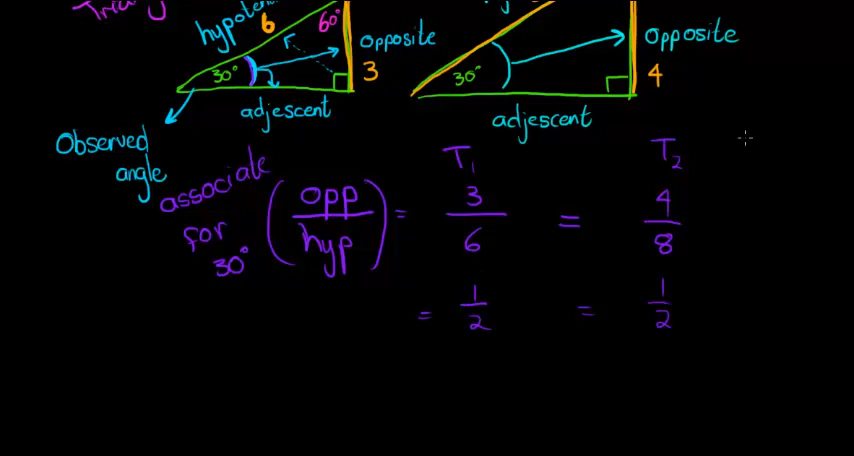 hypoten
6
60°
30°
opposite
3
adjescent
Observed
angle
30°
opposite
4
adjescent
associate
for
30°
(opp/hyp) = T₁ 3/6 = T₂ 4/8
= 1/2 = 1/2